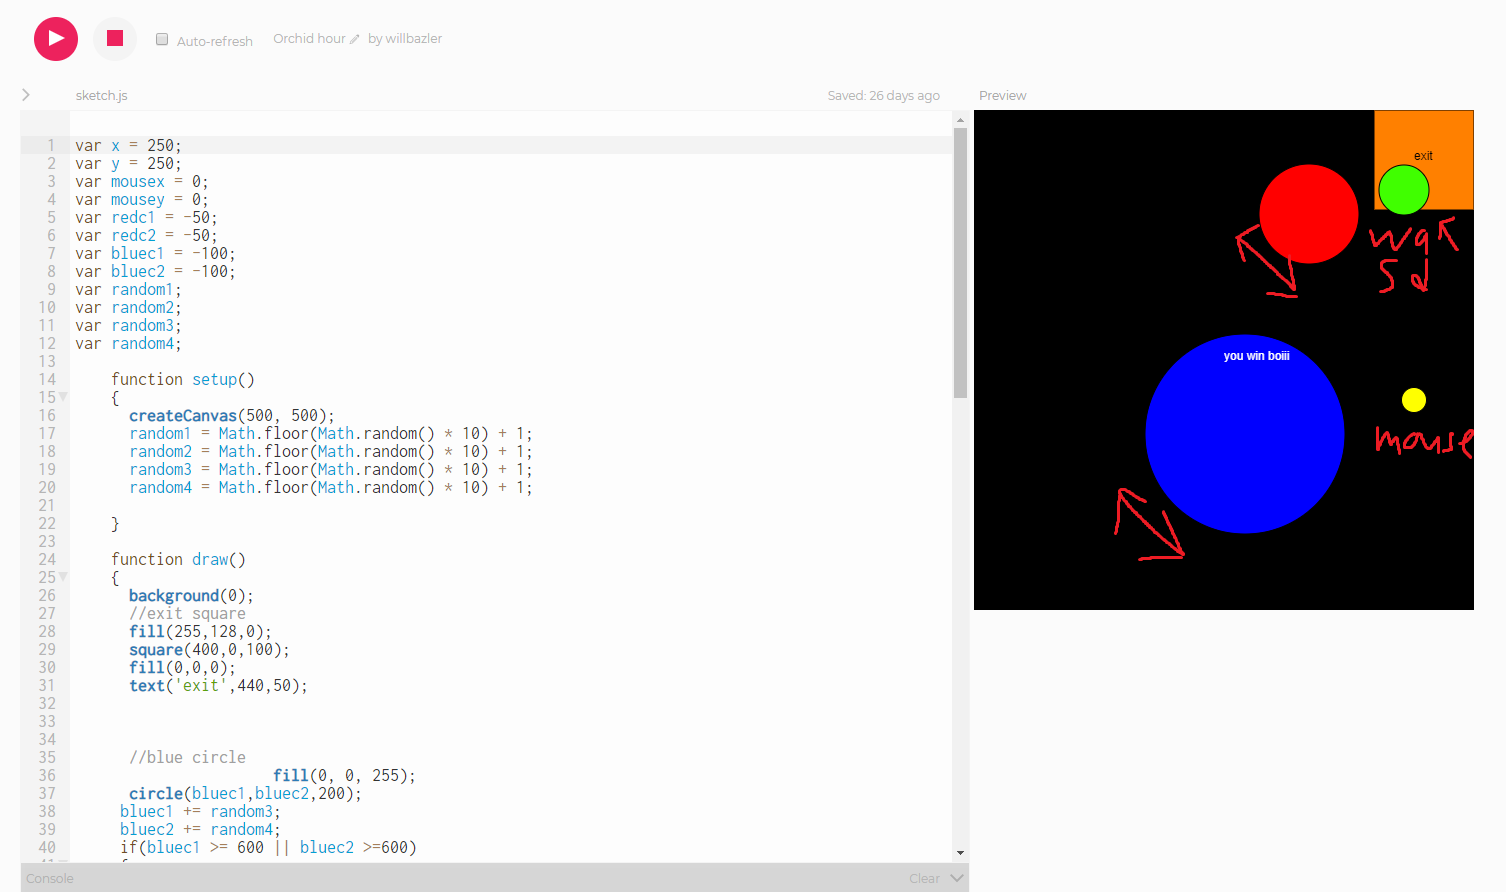 Auto-refresh Orchid hour by willbazler
sketch.js Saved: 26 days ago Preview
1 var x = 250;
2 var y = 250;
3 var mousex = 0;
4 var mousey = 0;
5 var redc1 = -50;
6 var redc2 = -50;
7 var bluec1 = -100;
8 var bluec2 = -100;
9 var random1;
10 var random2;
11 var random3;
12 var random4;
13
14 function setup()
15 {
16 createCanvas(500, 500);
17 random1 = Math.floor(Math.random() * 10) + 1;
18 random2 = Math.floor(Math.random() * 10) + 1;
19 random3 = Math.floor(Math.random() * 10) + 1;
20 random4 = Math.floor(Math.random() * 10) + 1;
21
22 }
23
24 function draw()
25 {
26 background(0);
27 //exit square
28 fill(255,128,0);
29 square(400,0,100);
30 fill(0,0,0);
31 text('exit',440,50);
32
33
34
35 //blue circle
36 fill(0, 0, 255);
37 circle(bluec1,bluec2,200);
38 bluec1 += random3;
39 bluec2 += random4;
40 if(bluec1 >= 600 || bluec2 >=600)
Console Clear
exit
wa
sd
you win boiii
mouse